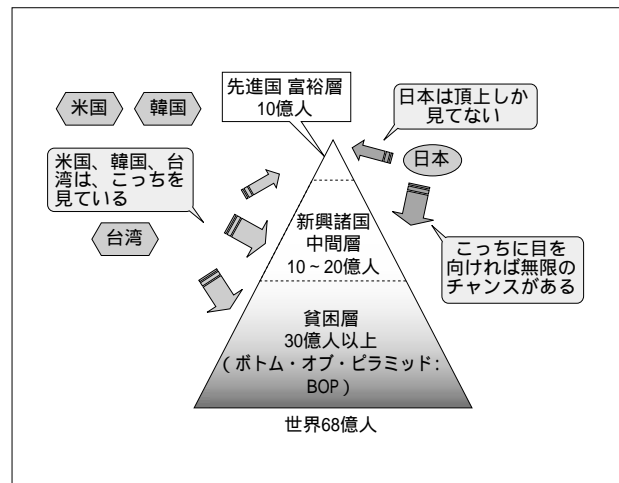 米国
韓国
先進国 富裕層
10億人
日本は頂上しか
見てない
米国、韓国、台
湾は、こっちを
見ている
日本
台湾
新興諸国
中間層
10~20億人
こっちに目を
向ければ無限の
チャンスがある
貧困層
30億人以上
(ボトム・オブ・ピラミッド:
BOP)
世界68億人